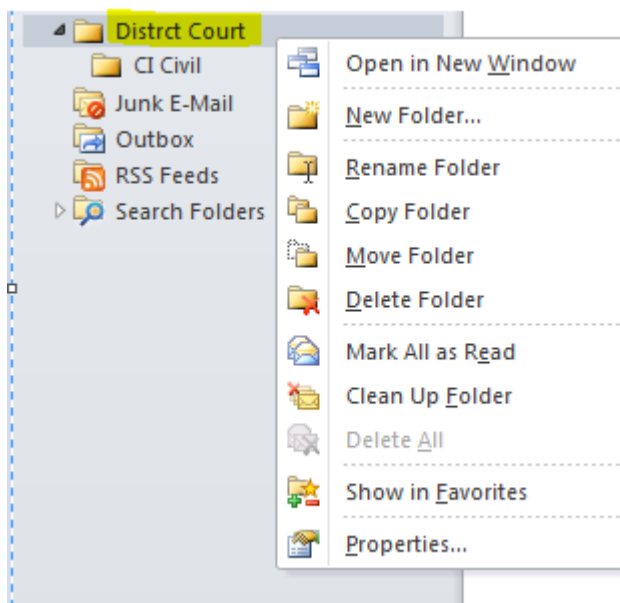 Distrct Court
CI Civil
Junk E-Mail
Outbox
RSS Feeds
Search Folders
Open in New Window
New Folder...
Rename Folder
Copy Folder
Move Folder
Delete Folder
Mark All as Read
Clean Up Folder
Delete All
Show in Favorites
Properties...